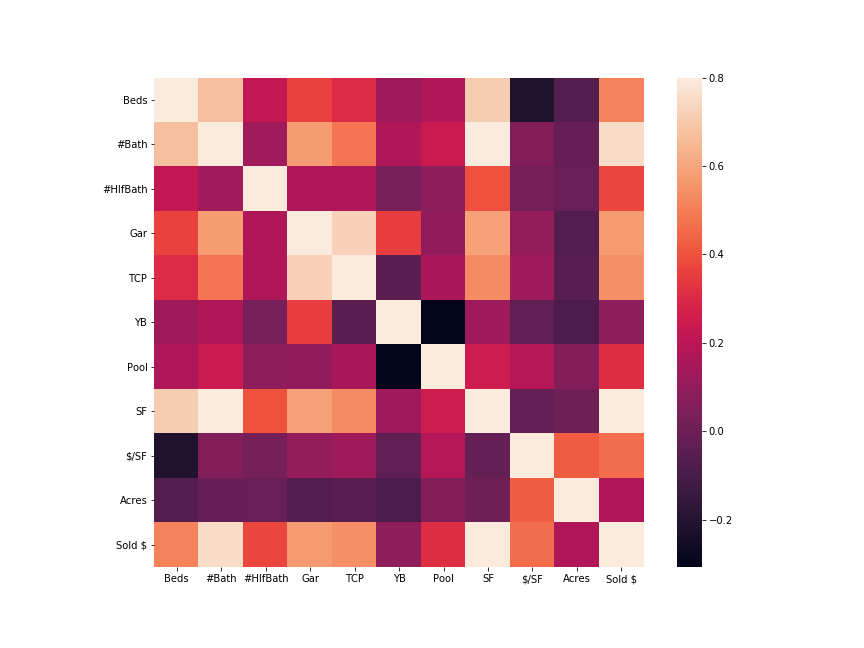 Beds
#Bath
#HlfBath
Gar
TCP
YB
Pool
SF
$/SF
Acres
Sold $
Beds #Bath #HlfBath Gar TCP YB Pool SF $/SF Acres Sold $
0.8
0.6
0.4
0.2
0.0
−0.2